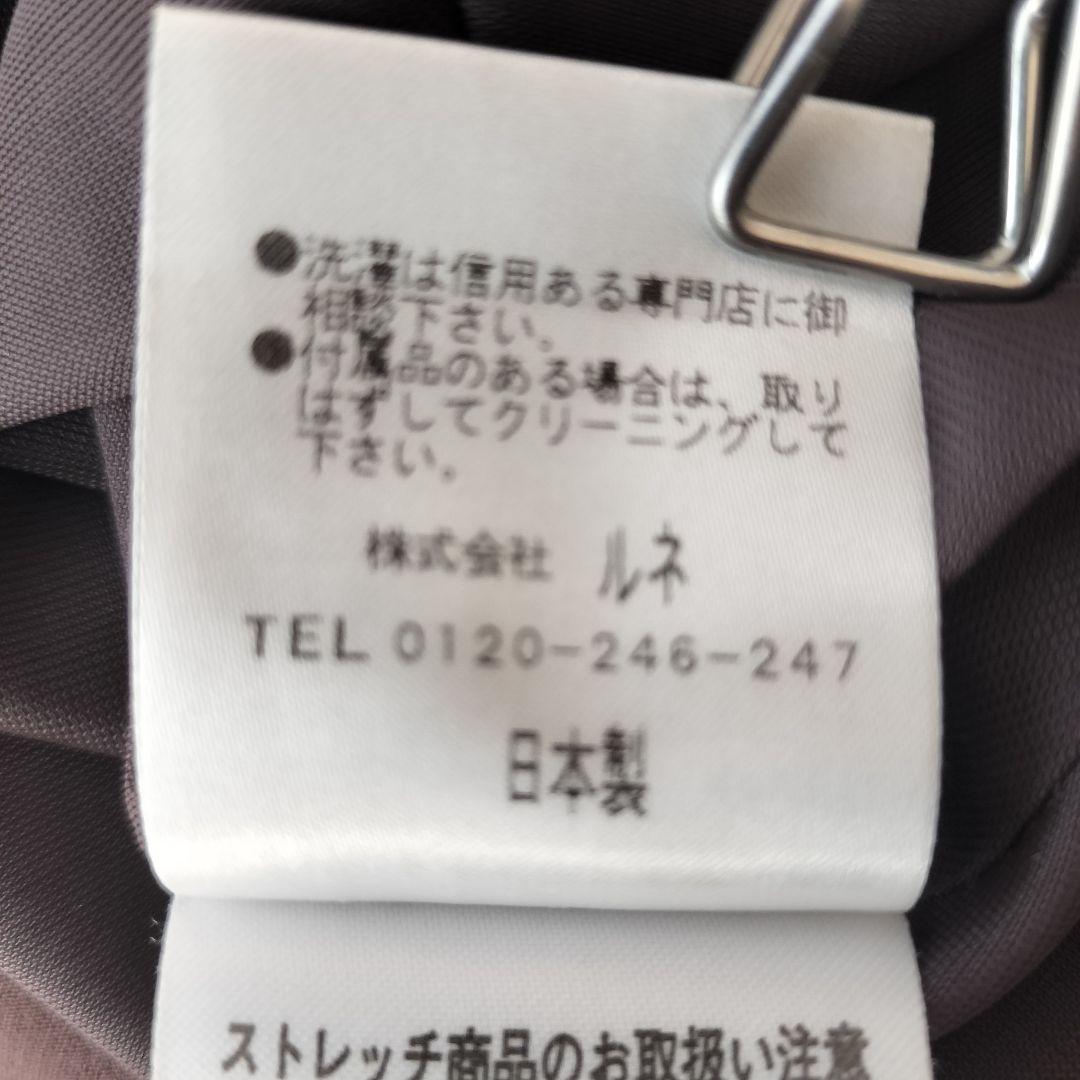 ●洗濯は信用ある専門店に御
相談下さい。
●付属品のある場合は、取り
はずしてクリーニングして
下さい。
株式会社 ルネ
TEL 0120-246-247
日本製
ストレッチ商品のお取扱い注意